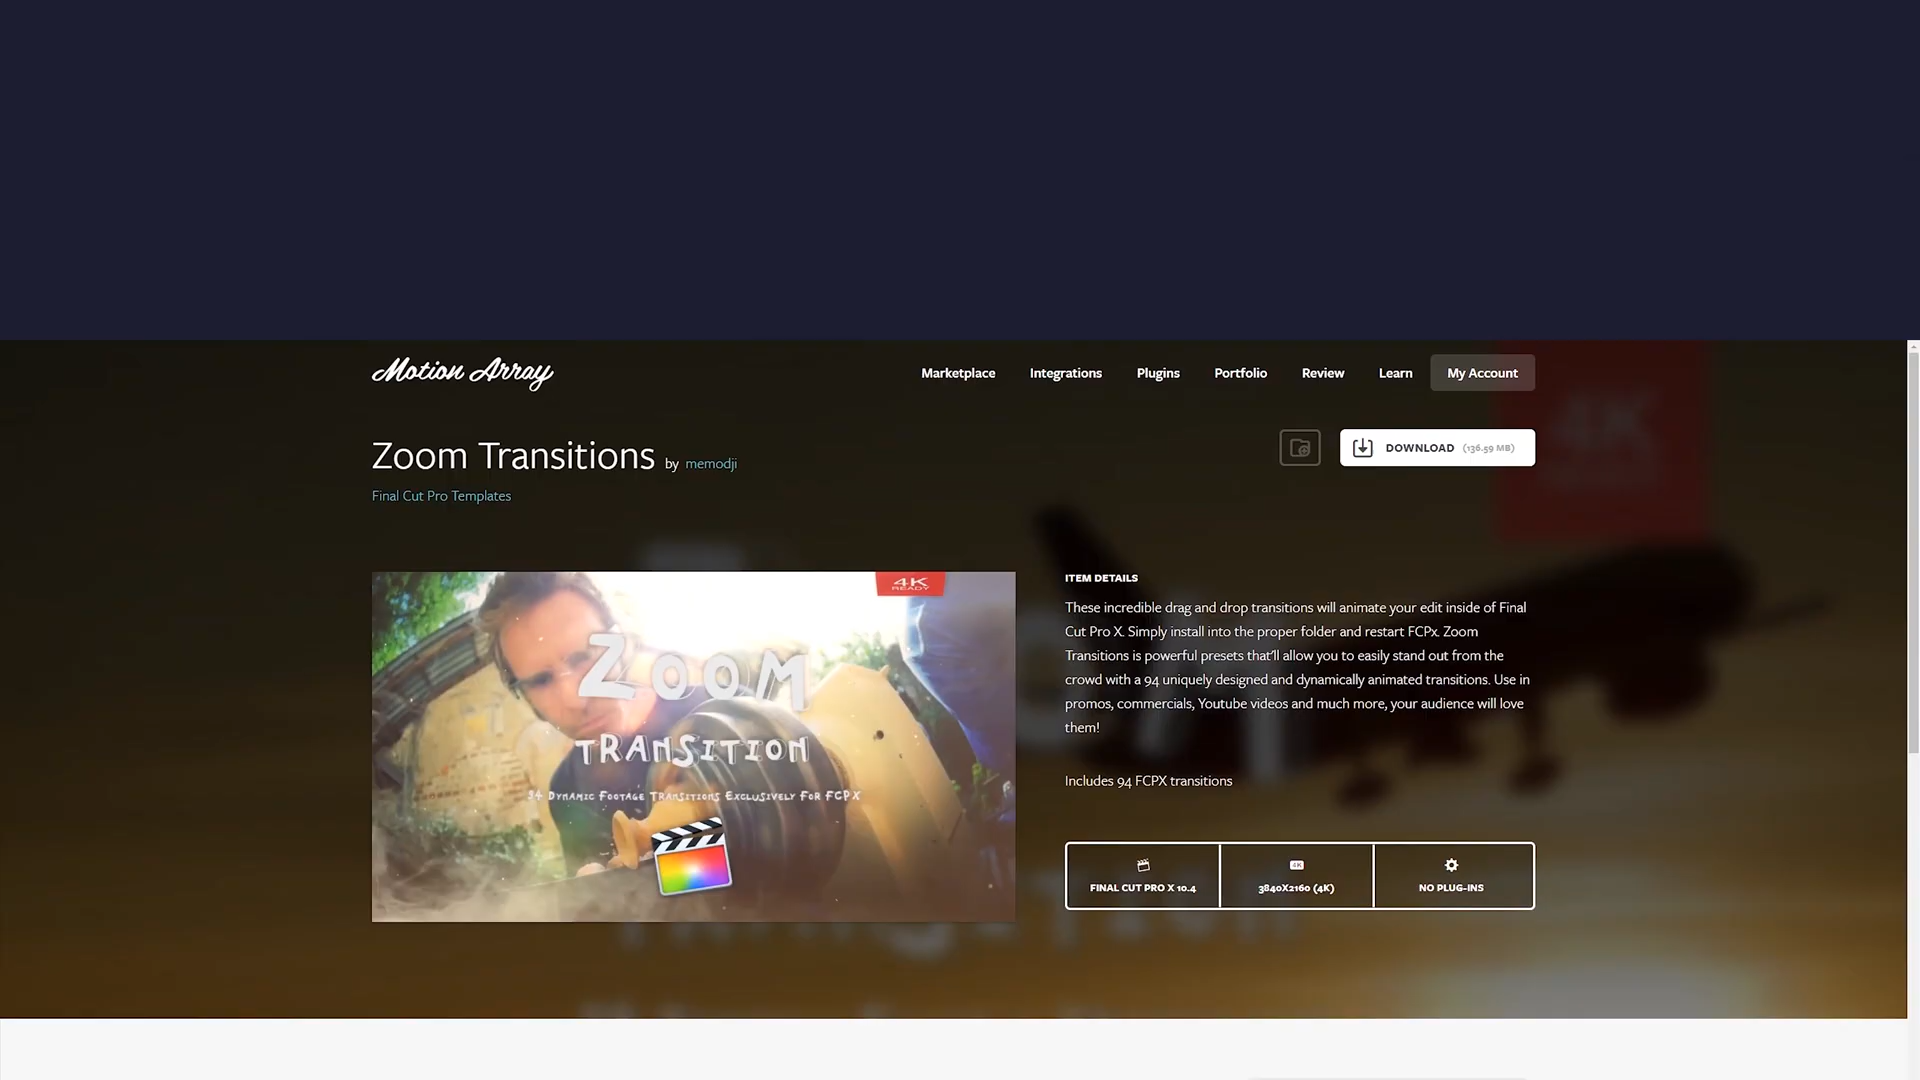 Motion Array
Marketplace
Integrations
Plugins
Portfolio
Review
Learn
My Account
Zoom Transitions by memodji
DOWNLOAD (136.59 MB)
Final Cut Pro Templates
4K
READY
ZOOM
TRANSITION
94 Dynamic Footage Transitions Exclusively For FCPX
ITEM DETAILS
These incredible drag and drop transitions will animate your edit inside of Final
Cut Pro X. Simply install into the proper folder and restart FCPx. Zoom
Transitions is powerful presets that'll allow you to easily stand out from the
crowd with a 94 uniquely designed and dynamically animated transitions. Use in
promos, commercials, Youtube videos and much more, your audience will love
them!
Includes 94 FCPX transitions
FINAL CUT PRO X 10.4
4K
3840X2160 (4K)
NO PLUG-INS